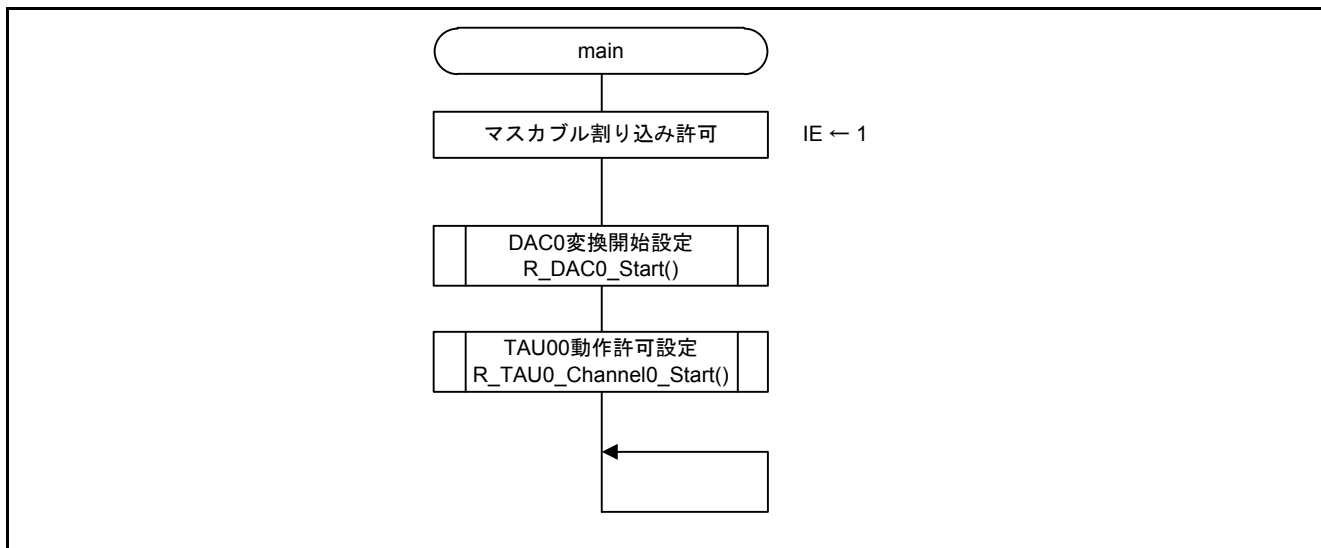 main
マスカブル割り込み許可
IE ← 1
DAC0変換開始設定
R_DAC0_Start()
TAU00動作許可設定
R_TAU0_Channel0_Start()